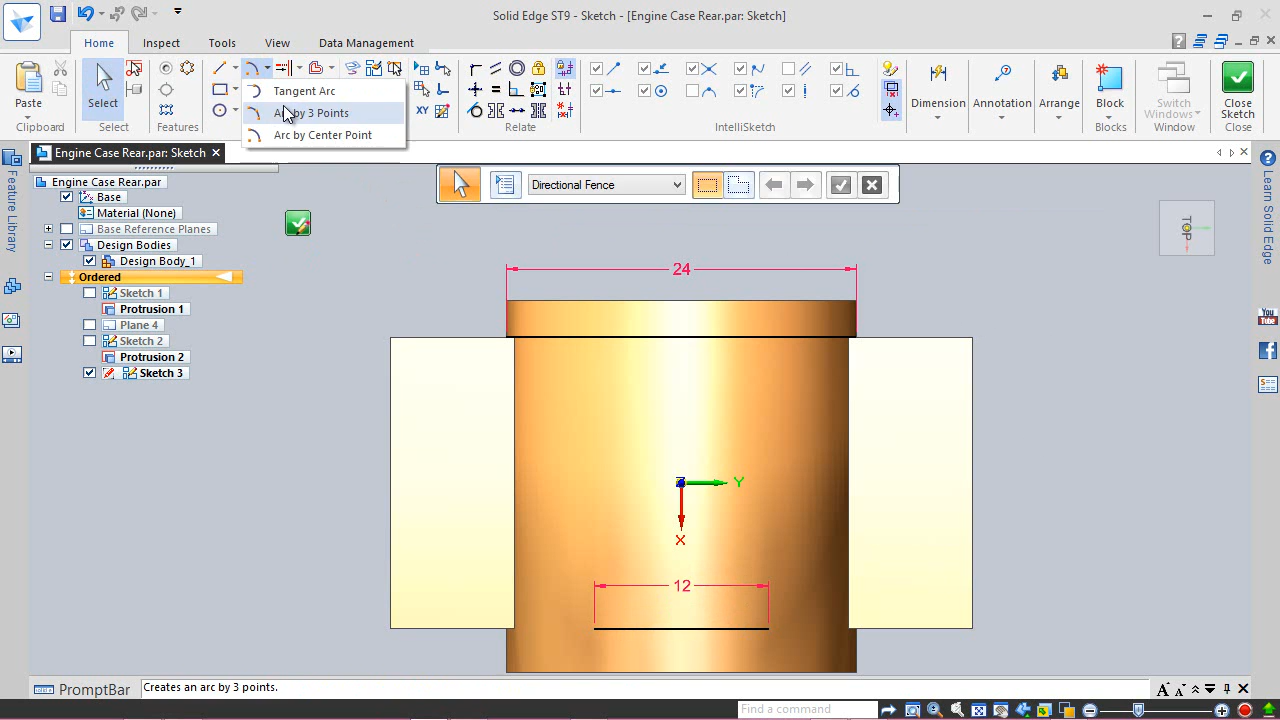 Solid Edge ST9 - Sketch - [Engine Case Rear.par: Sketch]
Home
Inspect
Tools
View
Data Management
Paste
Clipboard
Select
Select
Features
Tangent Arc
Arc by 3 Points
Arc by Center Point
XY
Relate
IntelliSketch
Dimension
Annotation
Arrange
Block
Blocks
Switch
Windows
Window
Close
Sketch
Close
Engine Case Rear.par: Sketch
Feature Library
Engine Case Rear.par
Base
Material (None)
Base Reference Planes
Design Bodies
Design Body_1
Ordered
Sketch 1
Protrusion 1
Plane 4
Sketch 2
Protrusion 2
Sketch 3
Directional Fence
TOP
Learn Solid Edge
You
Tube
24
Z
Y
X
12
PromptBar
Creates an arc by 3 points.
Find a command